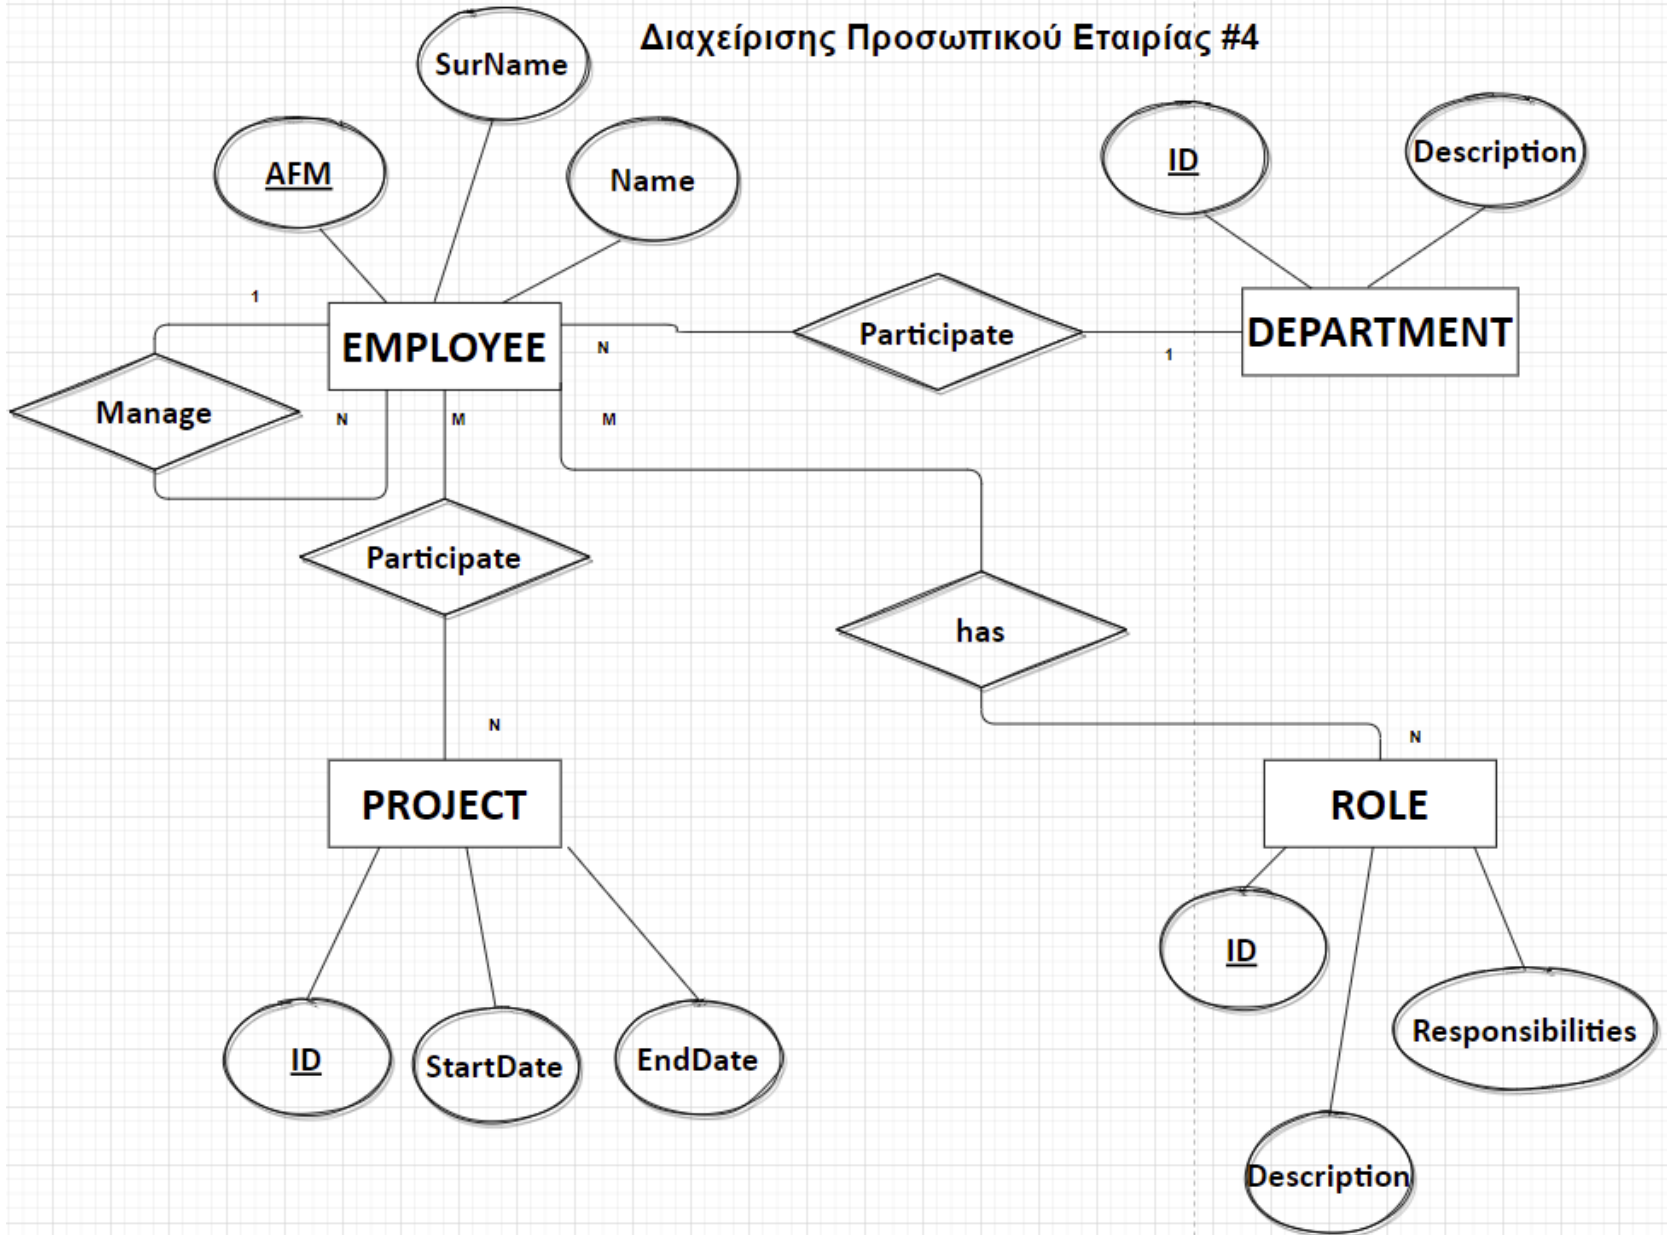 Διαχείρισης Προσωπικού Εταιρίας #4
SurName
AFM
Name
ID
Description
1
EMPLOYEE
N
Participate
1
DEPARTMENT
Manage
N
M
M
Participate
has
N
N
PROJECT
ROLE
ID
StartDate
EndDate
ID
Responsibilities
Description